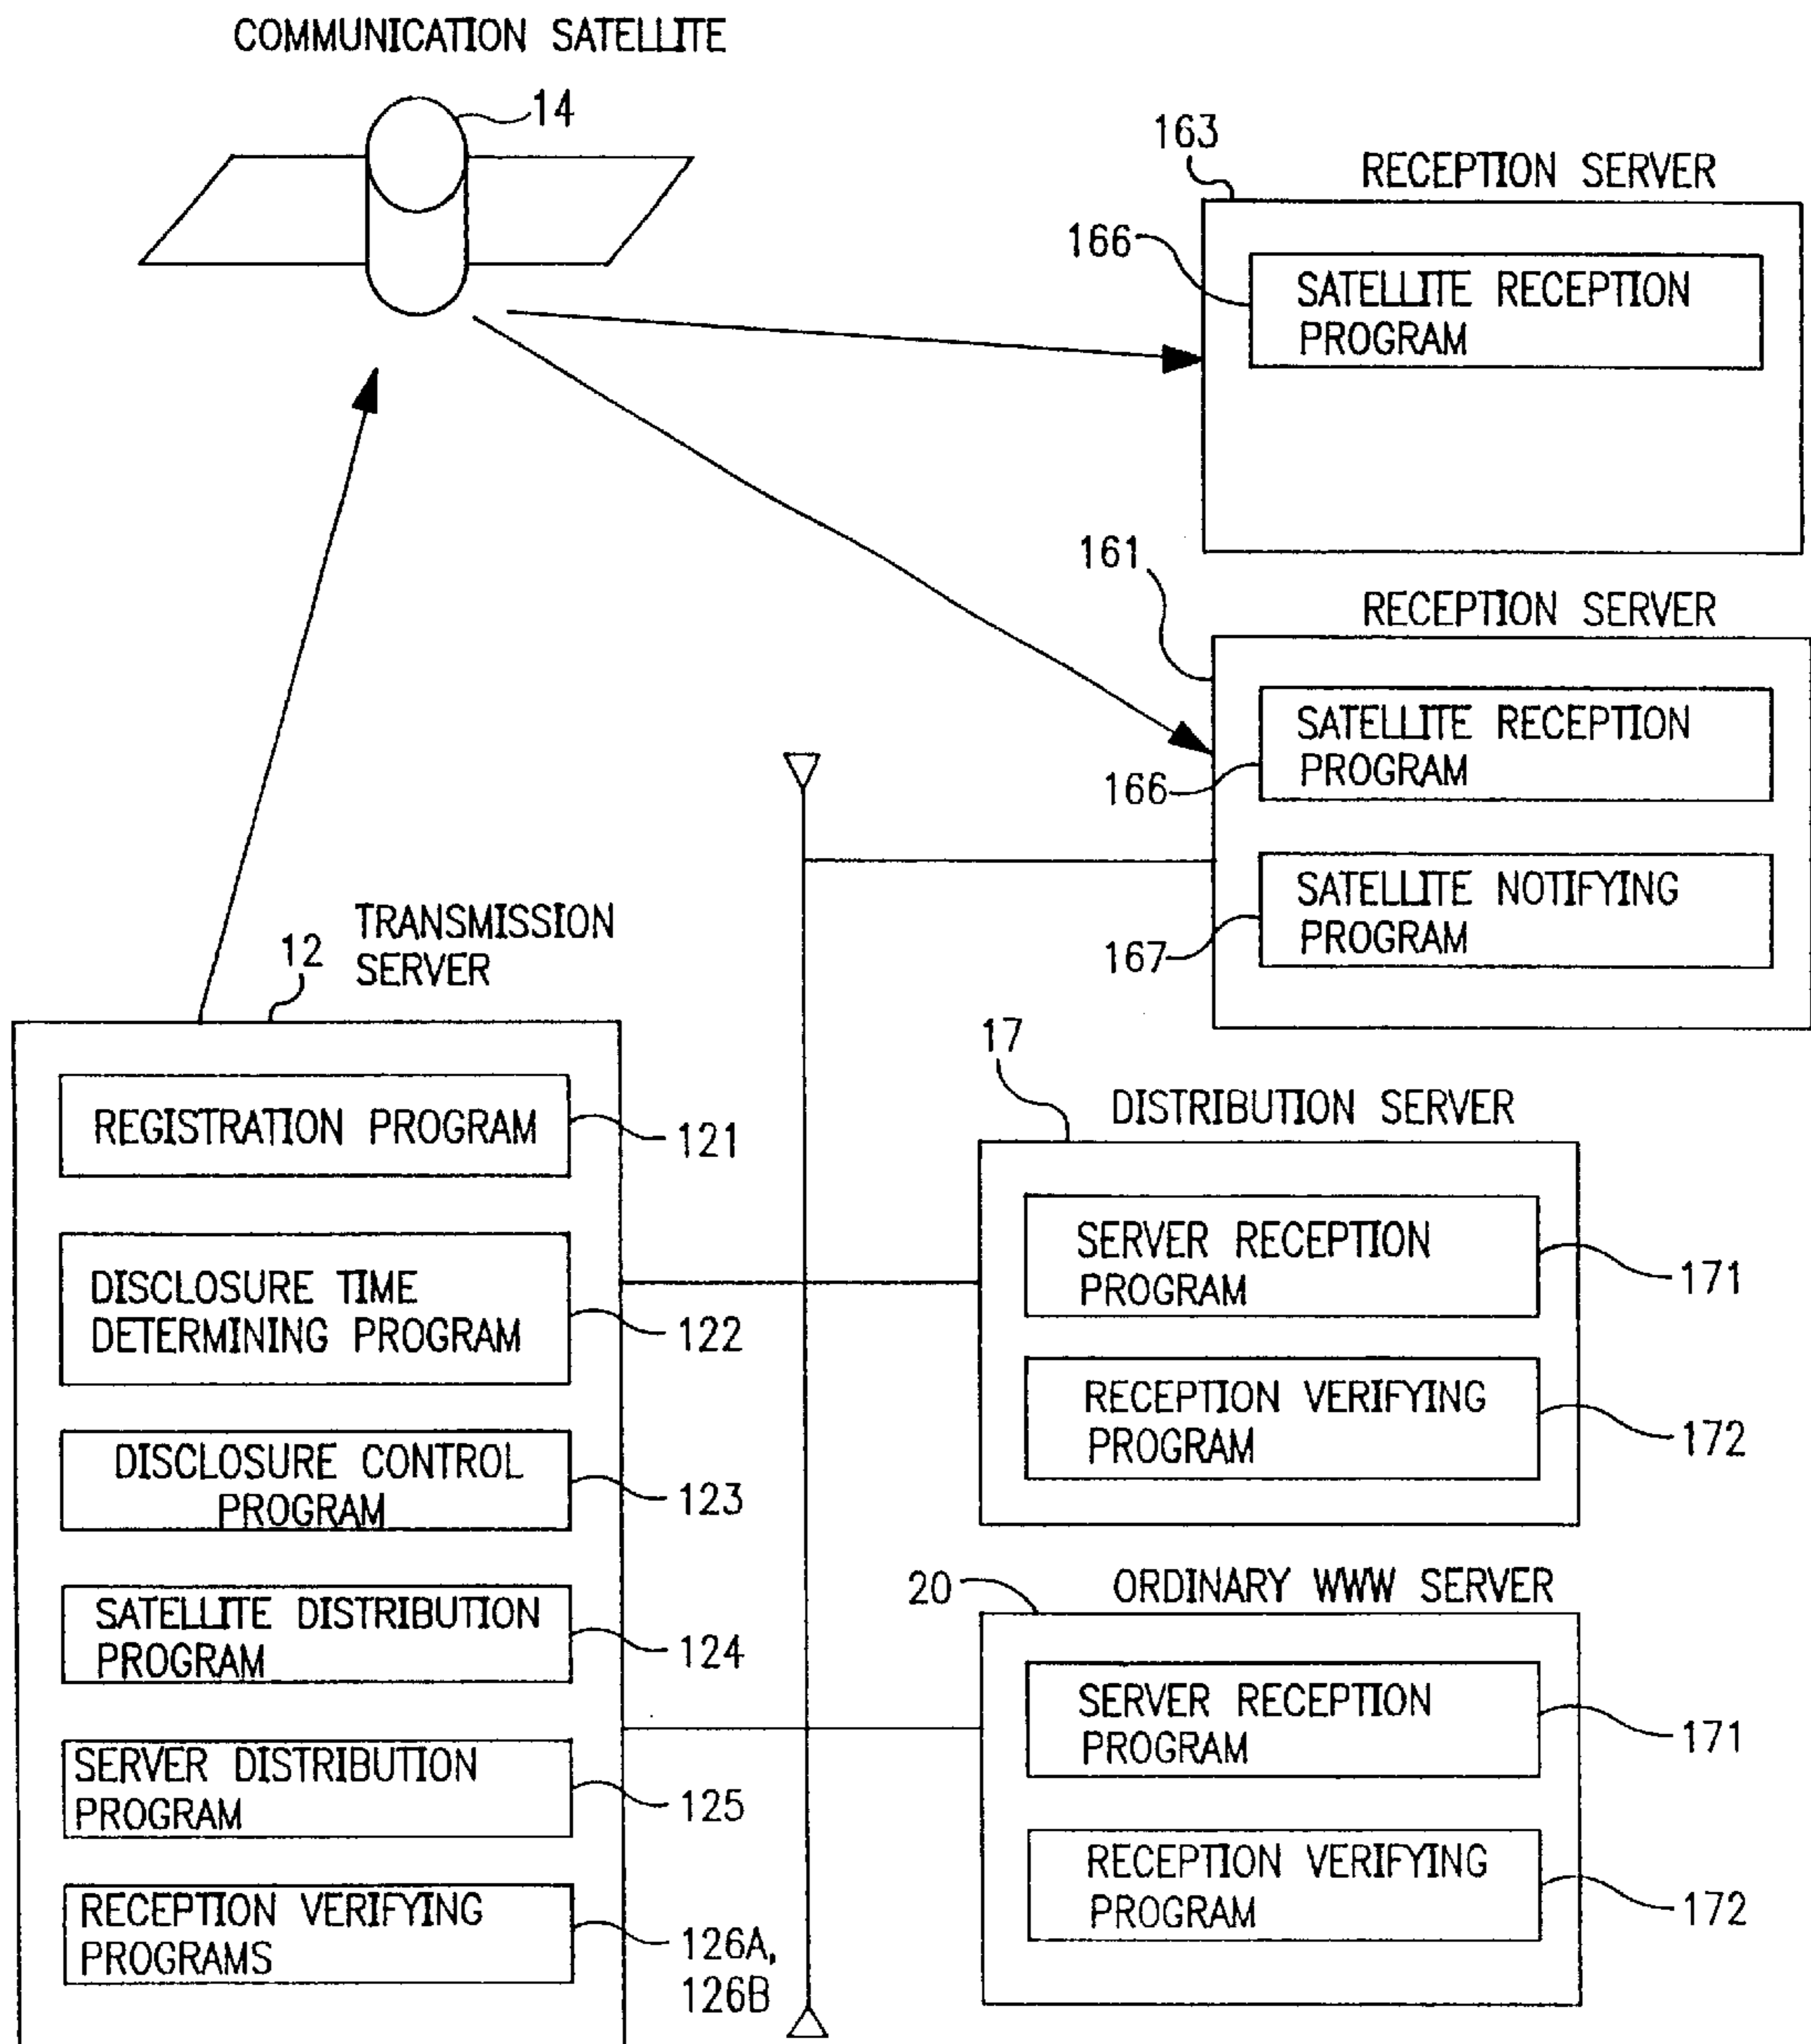 COMMUNICATION SATELLITE
14
163
RECEPTION SERVER
166
SATELLITE RECEPTION
PROGRAM
161
RECEPTION SERVER
SATELLITE RECEPTION
PROGRAM
166
SATELLITE NOTIFYING
PROGRAM
167
TRANSMISSION
SERVER
12
REGISTRATION PROGRAM
121
DISCLOSURE TIME
DETERMINING PROGRAM
122
DISCLOSURE CONTROL
PROGRAM
123
SATELLITE DISTRIBUTION
PROGRAM
124
SERVER DISTRIBUTION
PROGRAM
125
RECEPTION VERIFYING
PROGRAMS
126A,
126B
17
DISTRIBUTION SERVER
SERVER RECEPTION
PROGRAM
171
RECEPTION VERIFYING
PROGRAM
172
20
ORDINARY WWW SERVER
SERVER RECEPTION
PROGRAM
171
RECEPTION VERIFYING
PROGRAM
172